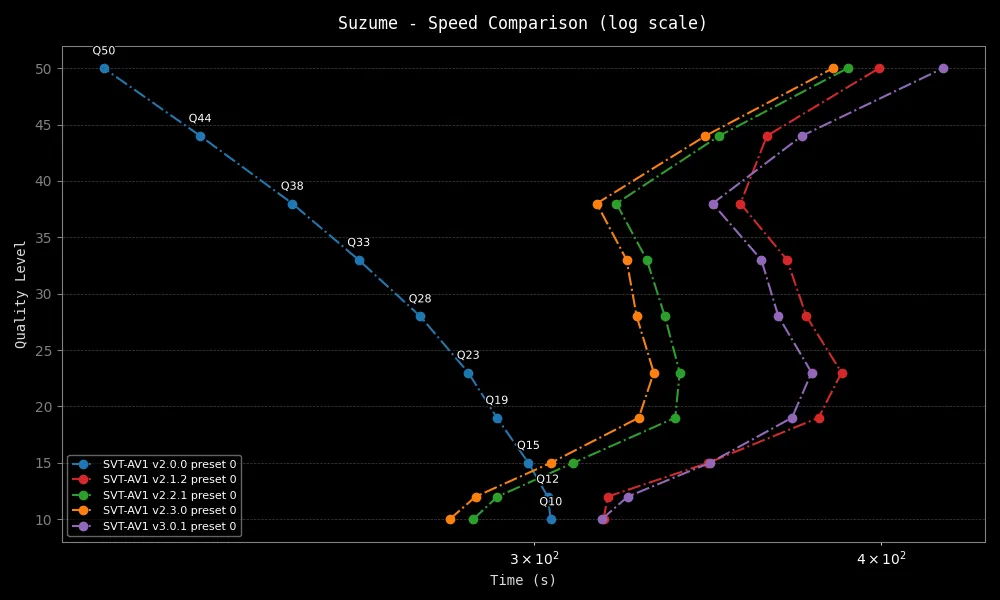 Suzume - Speed Comparison (log scale)
Quality Level
50
45
40
35
30
25
20
15
10
Q50
Q44
Q38
Q33
Q28
Q23
Q19
Q15
Q12
Q10
SVT-AV1 v2.0.0 preset 0
SVT-AV1 v2.1.2 preset 0
SVT-AV1 v2.2.1 preset 0
SVT-AV1 v2.3.0 preset 0
SVT-AV1 v3.0.1 preset 0
3 × 10² 4 × 10²
Time (s)